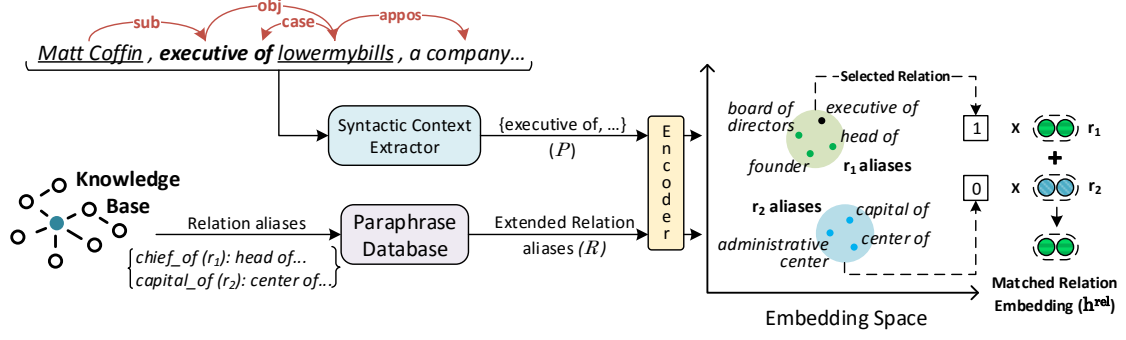 sub
obj
case
appos
Matt Coffin , executive of lowermybills , a company...
Syntactic Context
Extractor
{executive of, ...}
(P)
Knowledge
Base
Relation aliases
chief_of (r1): head of...
capital_of (r2): center of...
Paraphrase
Database
Extended Relation
aliases (R)
Encoder
Selected Relation
board of
directors
executive of
head of
founder
r1 aliases
r2 aliases
capital of
center of
administrative
center
Embedding Space
1
x
r1
+
0
x
r2
Matched Relation
Embedding (h^rel)